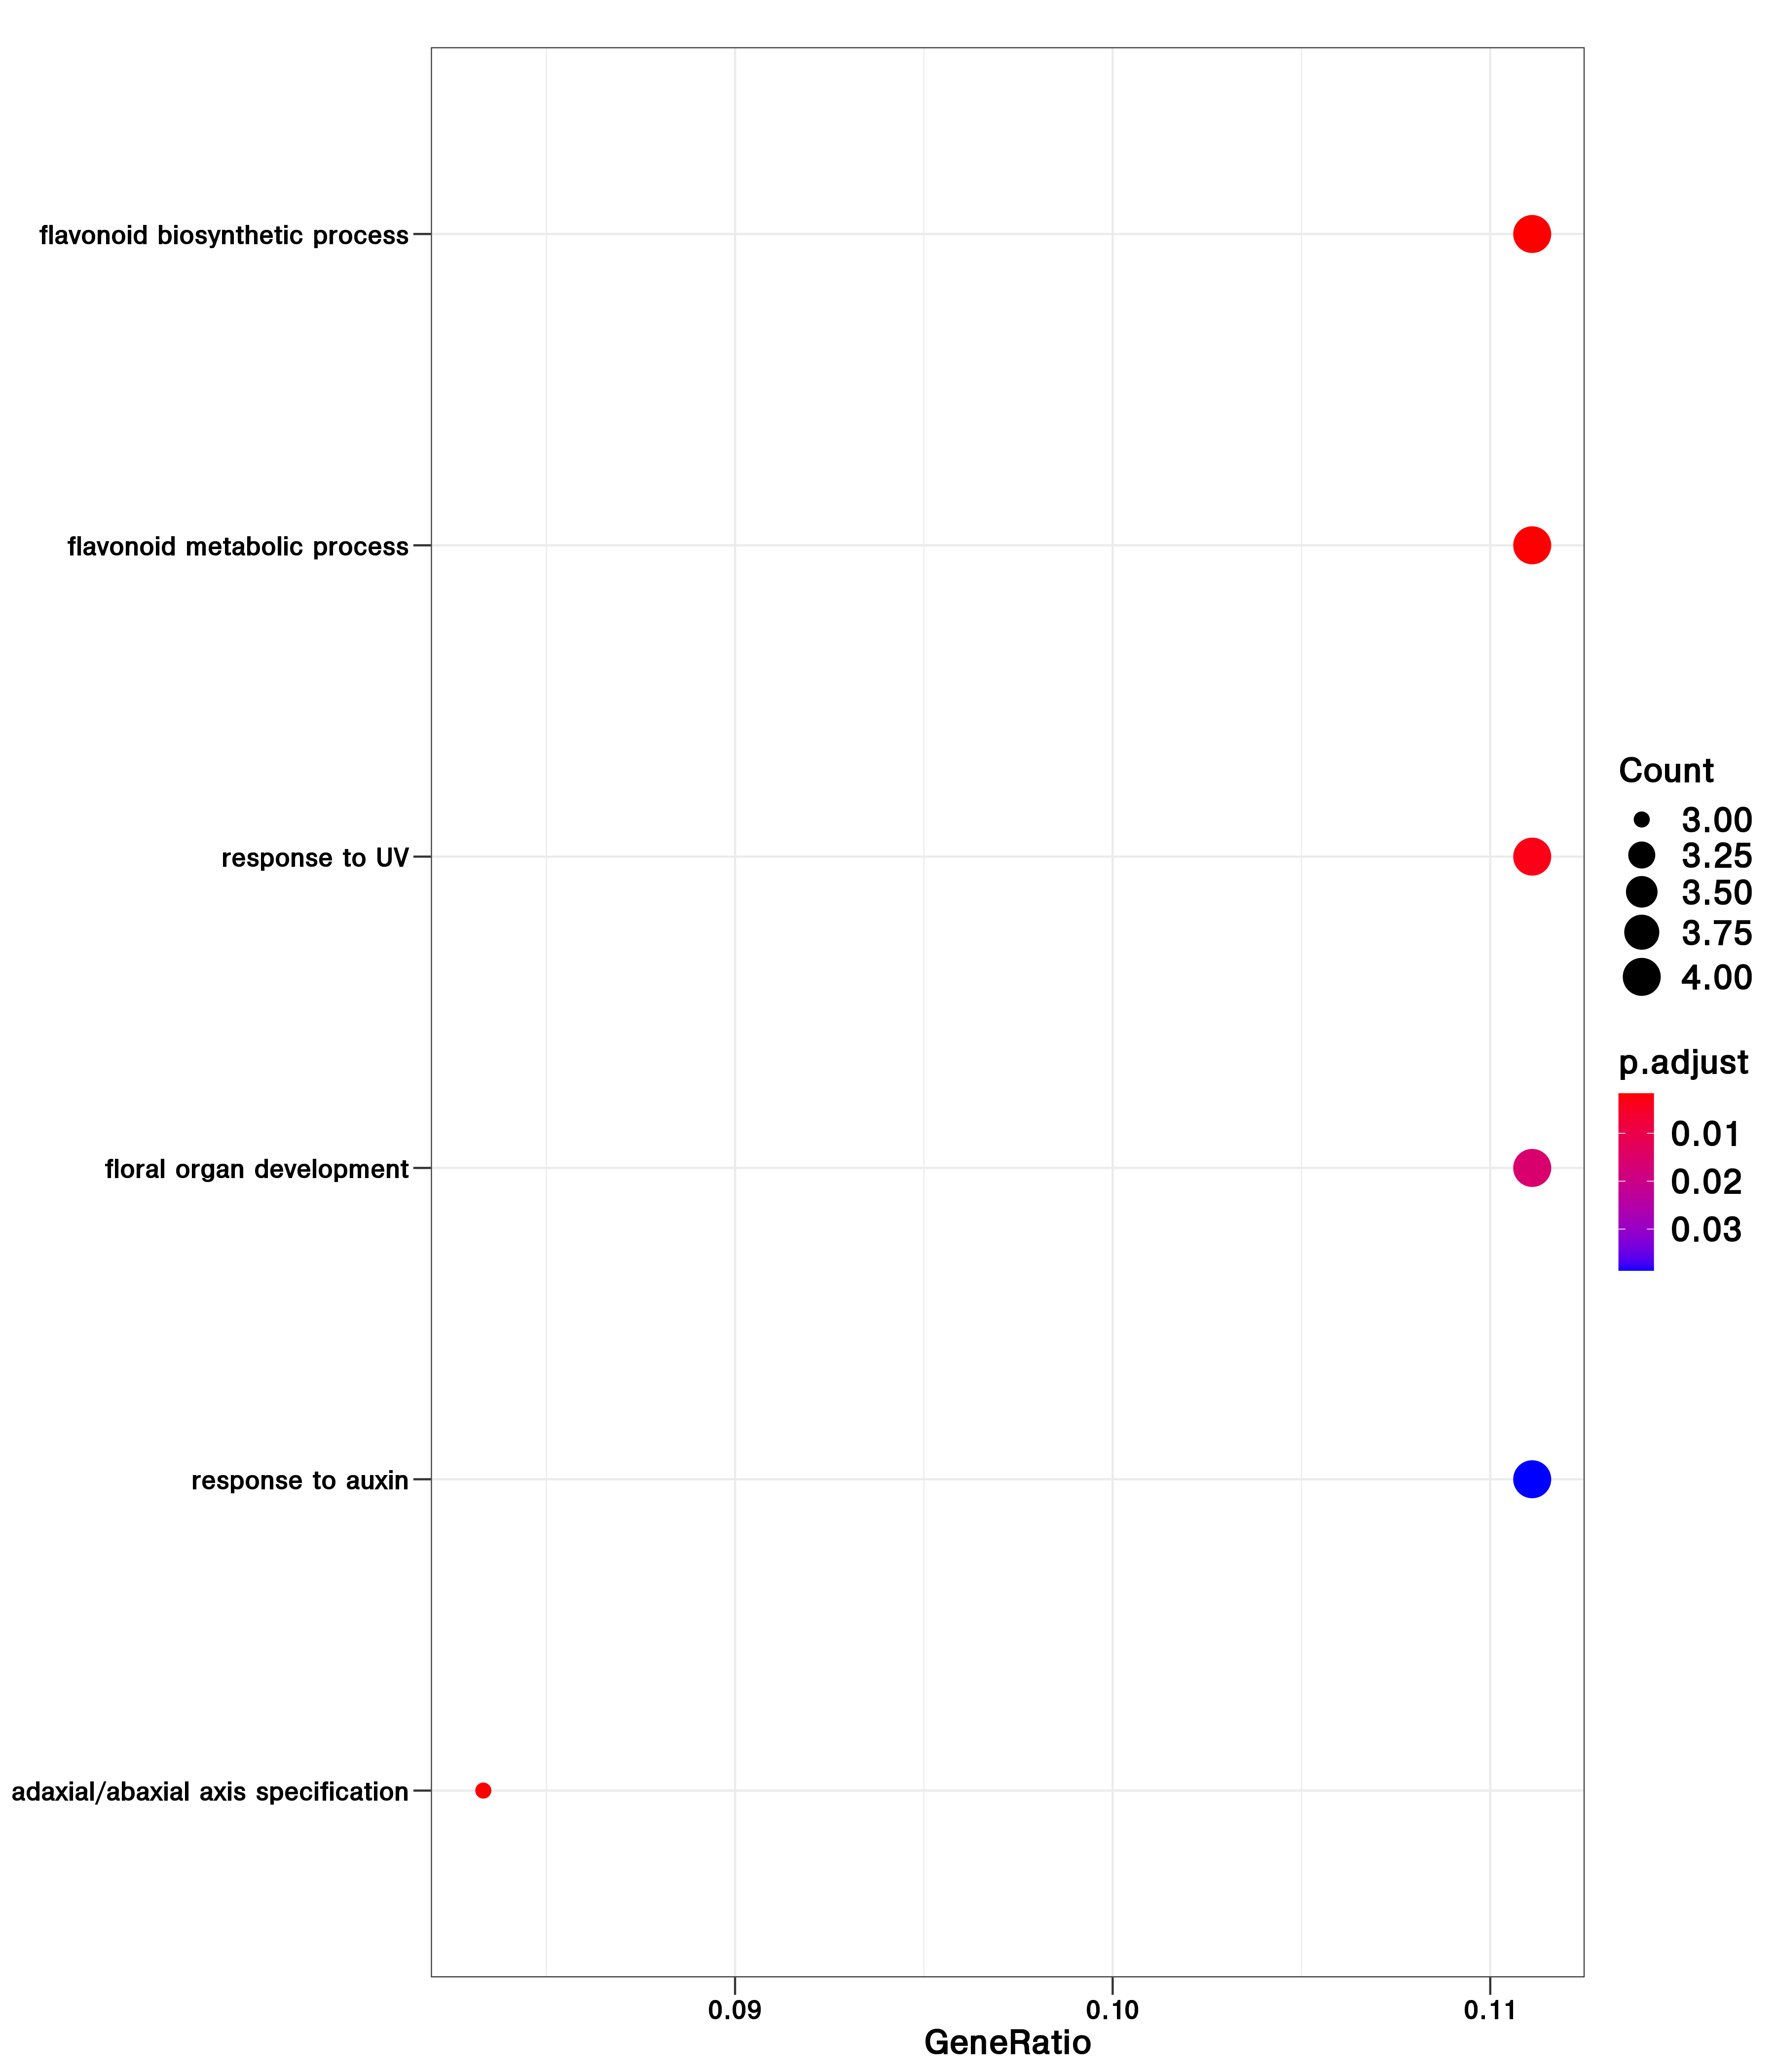 flavonoid biosynthetic process
flavonoid metabolic process
response to UV
floral organ development
response to auxin
adaxial/abaxial axis specification
0.09 0.10 0.11
GeneRatio
Count
3.00
3.25
3.50
3.75
4.00
p.adjust
0.01
0.02
0.03